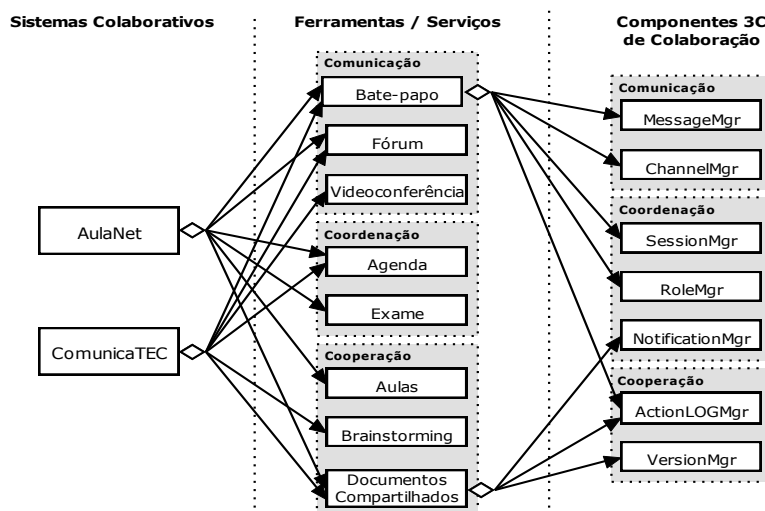 Sistemas Colaborativos
Ferramentas / Serviços
Componentes 3C
de Colaboração
AulaNet
ComunicaTEC
Comunicação
Bate-papo
Fórum
Videoconferência
Coordenação
Agenda
Exame
Cooperação
Aulas
Brainstorming
Documentos
Compartilhados
Comunicação
MessageMgr
ChannelMgr
Coordenação
SessionMgr
RoleMgr
NotificationMgr
Cooperação
ActionLOGMgr
VersionMgr